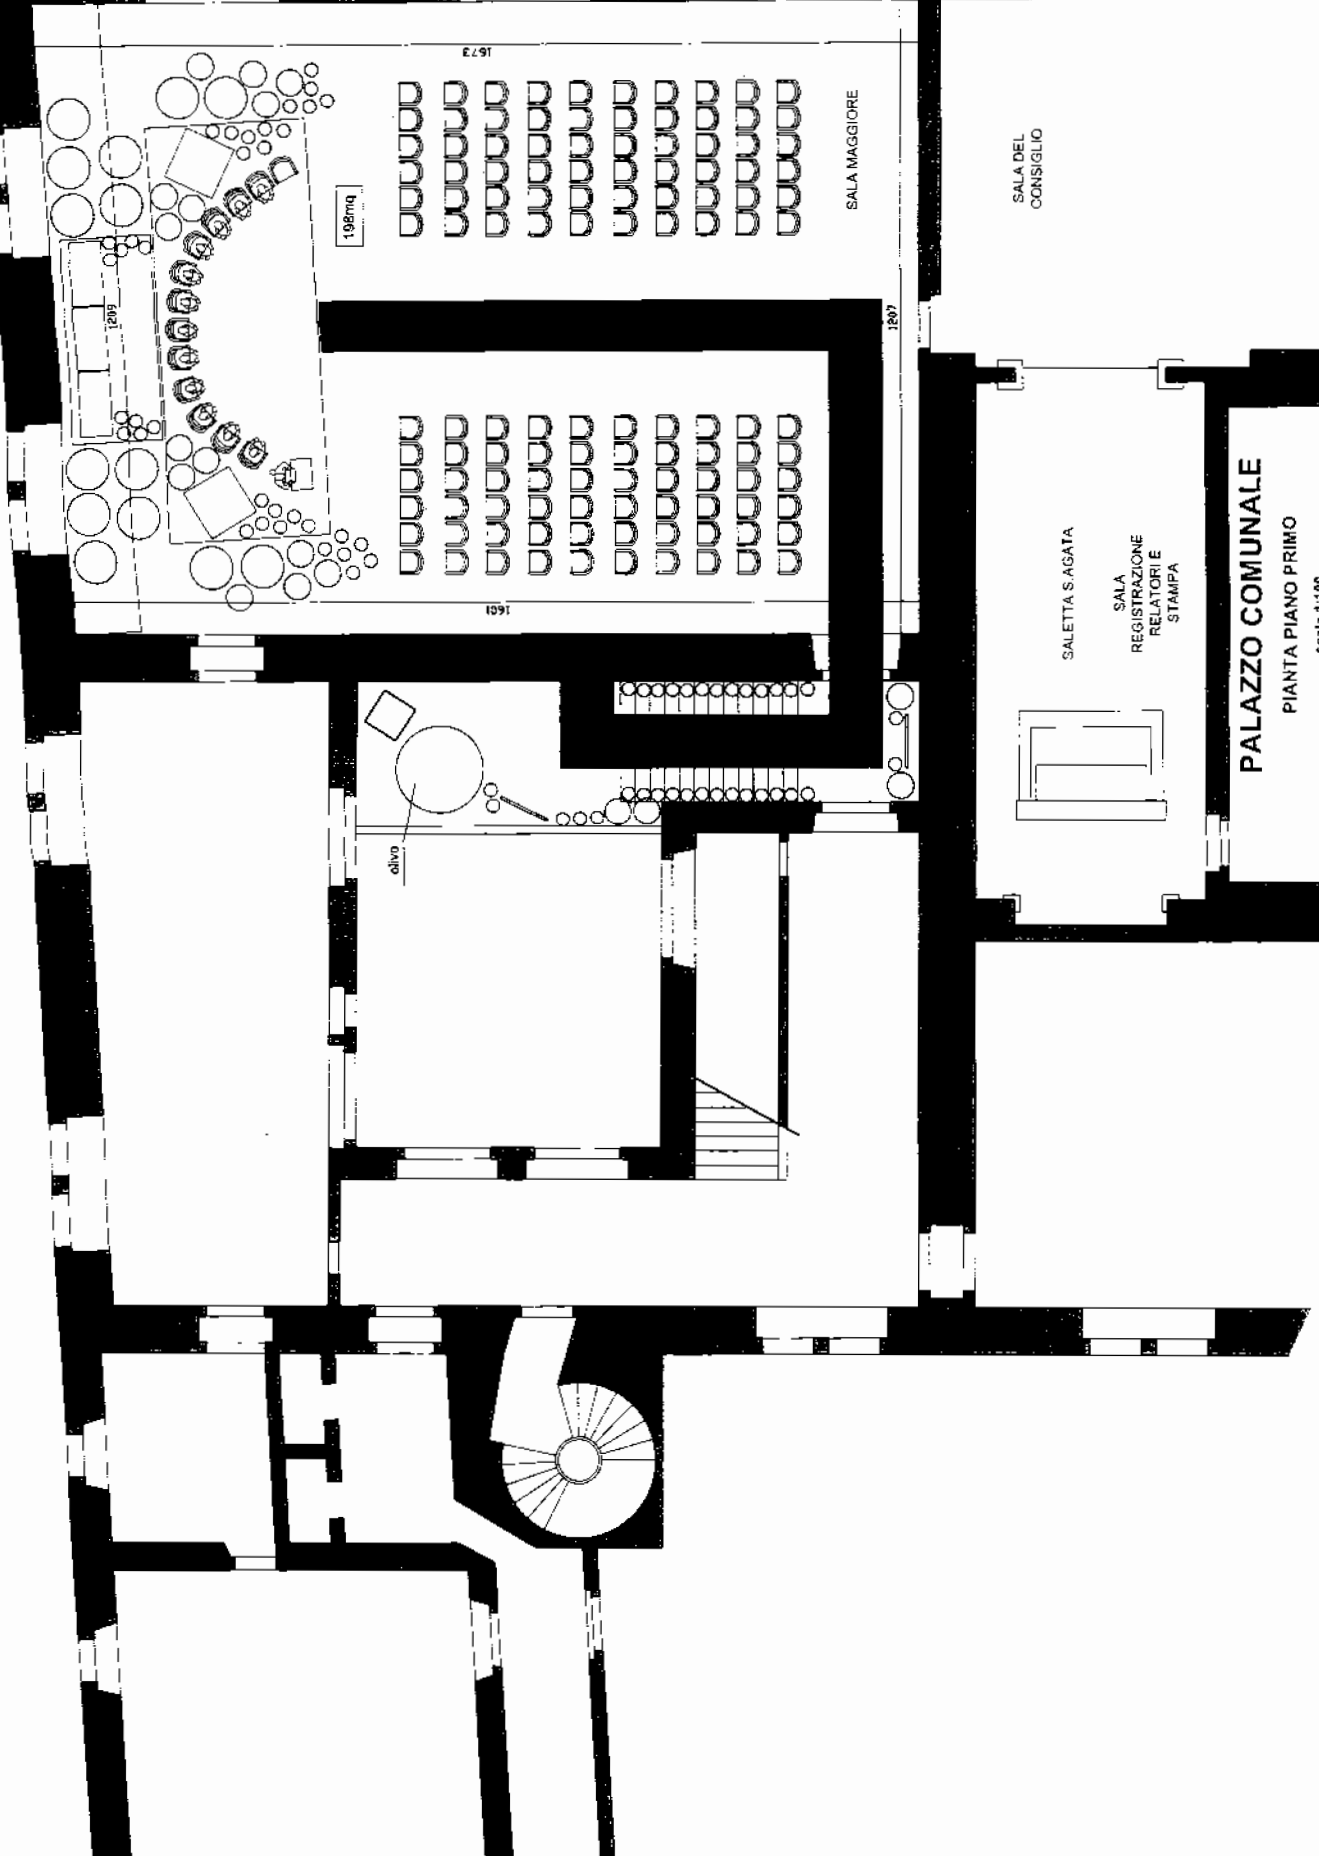 1673
SALA MAGGIORE
198mq
SALA DEL
CONSIGLIO
1209
1207
1601
SALETTA S.AGATA
SALA
REGISTRAZIONE
RELATORI E
STAMPA
PALAZZO COMUNALE
PIANTA PIANO PRIMO
olivo